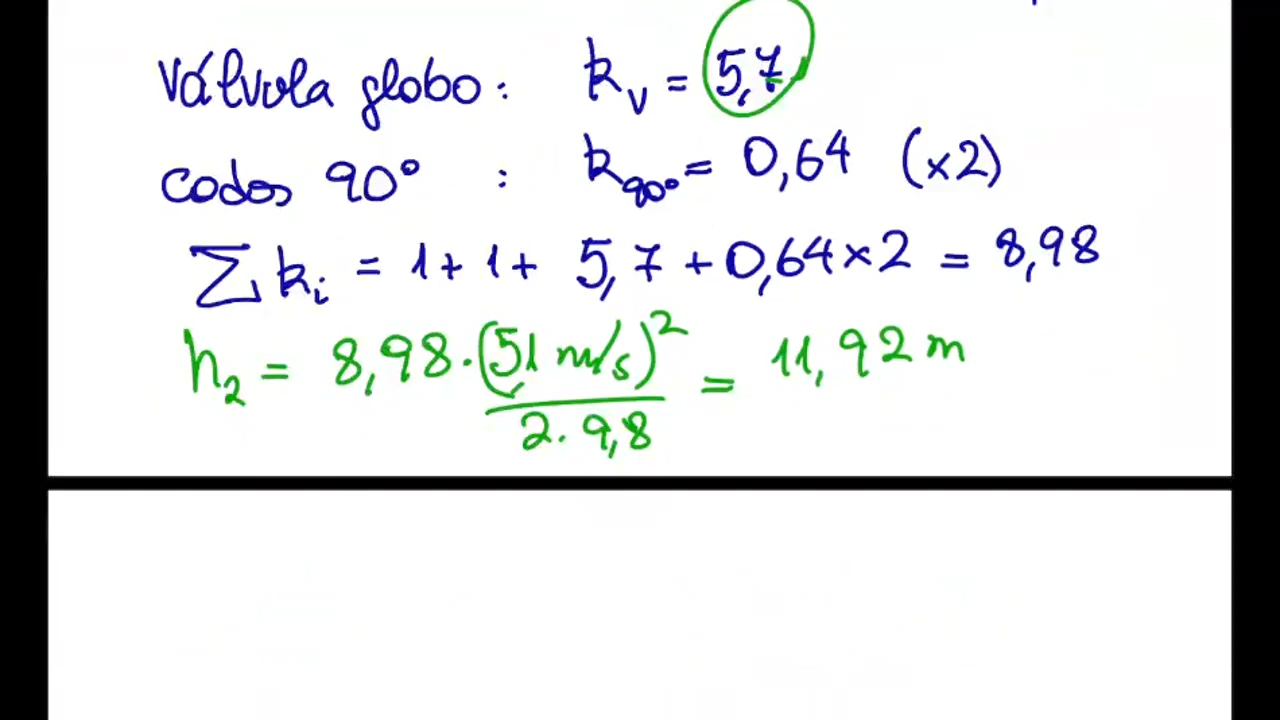 válvula globo : k_v = 5,7
codos 90° : k_90° = 0,64 (x2)
∑ k_i = 1 + 1 + 5,7 + 0,64 x 2 = 8,98
h_2 = 8,98 · (5,1 m/s)^2 / 2 · 9,8 = 11,92 m